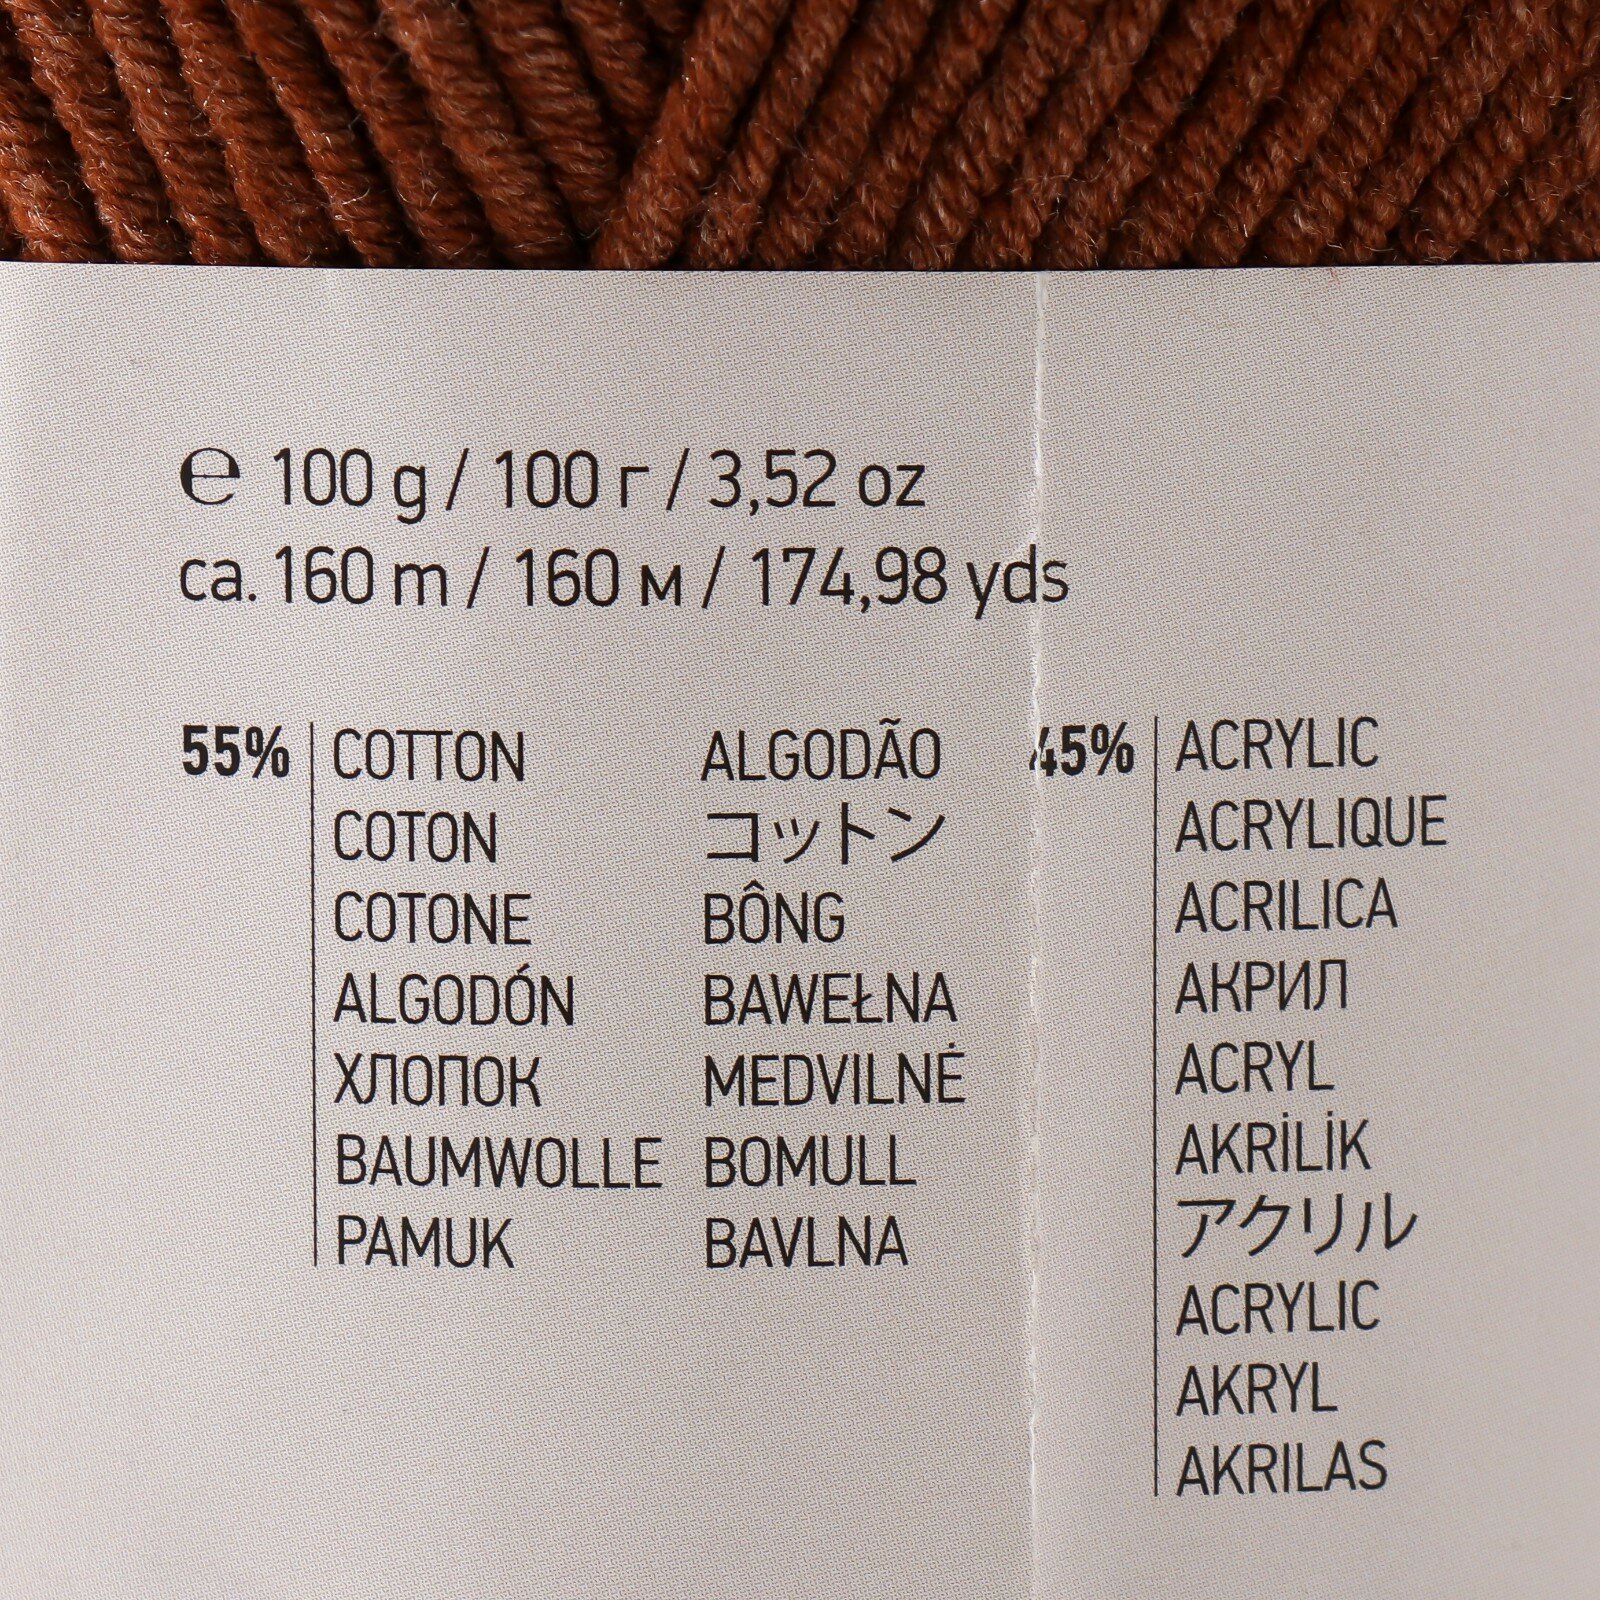 ℮ 100 g / 100 г / 3,52 oz
ca. 160 m / 160 м / 174,98 yds
55% COTTON ALGODÃO 45% ACRYLIC
COTON コットン ACRYLIQUE
COTONE BÔNG ACRILICA
ALGODÓN BAWEŁNA АКРИЛ
ХЛОПОК MEDVILNĖ ACRYL
BAUMWOLLE BOMULL AKRİLİK
PAMUK BAVLNA アクリル
ACRYLIC
AKRYL
AKRILAS